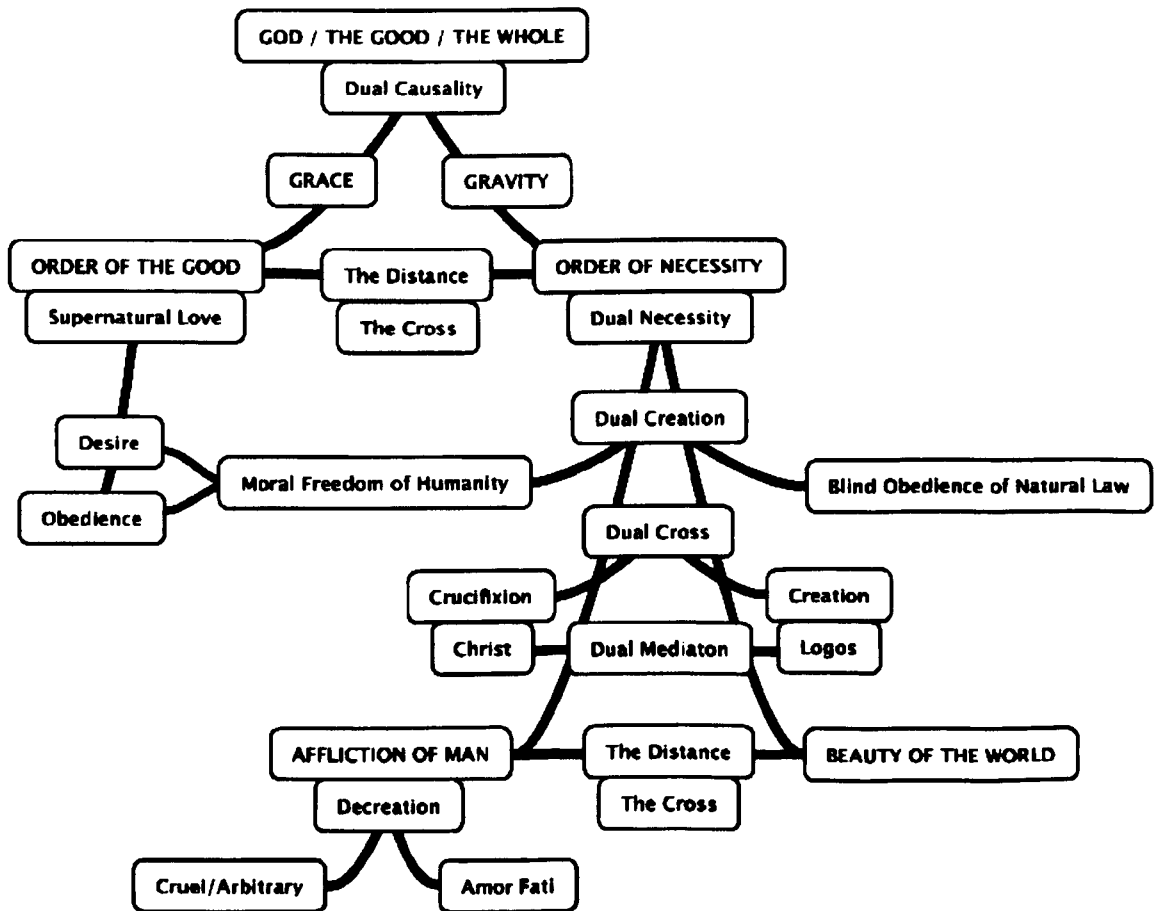 GOD / THE GOOD / THE WHOLE
Dual Causality
GRACE
GRAVITY
ORDER OF THE GOOD
The Distance
ORDER OF NECESSITY
Supernatural Love
The Cross
Dual Necessity
Dual Creation
Desire
Moral Freedom of Humanity
Blind Obedience of Natural Law
Obedience
Dual Cross
Crucifixion
Creation
Christ
Dual Mediaton
Logos
AFFLICTION OF MAN
The Distance
BEAUTY OF THE WORLD
Decreation
The Cross
Cruel/Arbitrary
Amor Fati